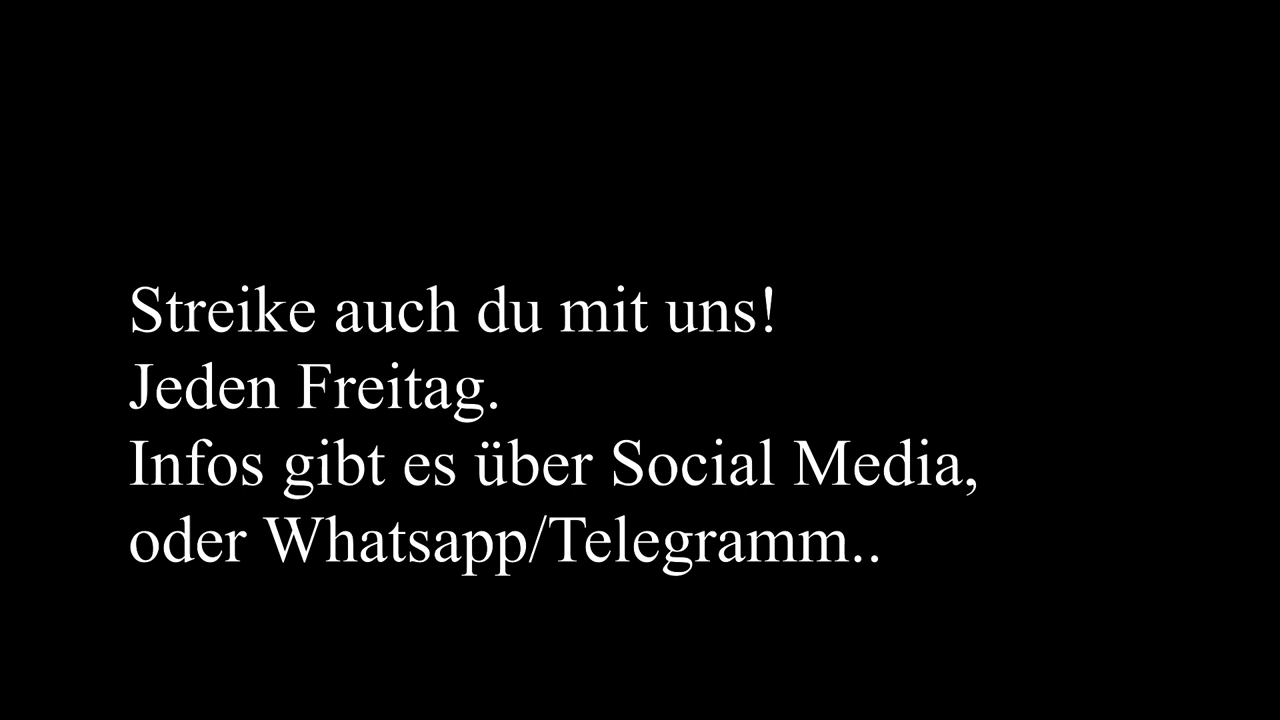 Streike auch du mit uns!
Jeden Freitag.
Infos gibt es über Social Media,
oder Whatsapp/Telegramm..